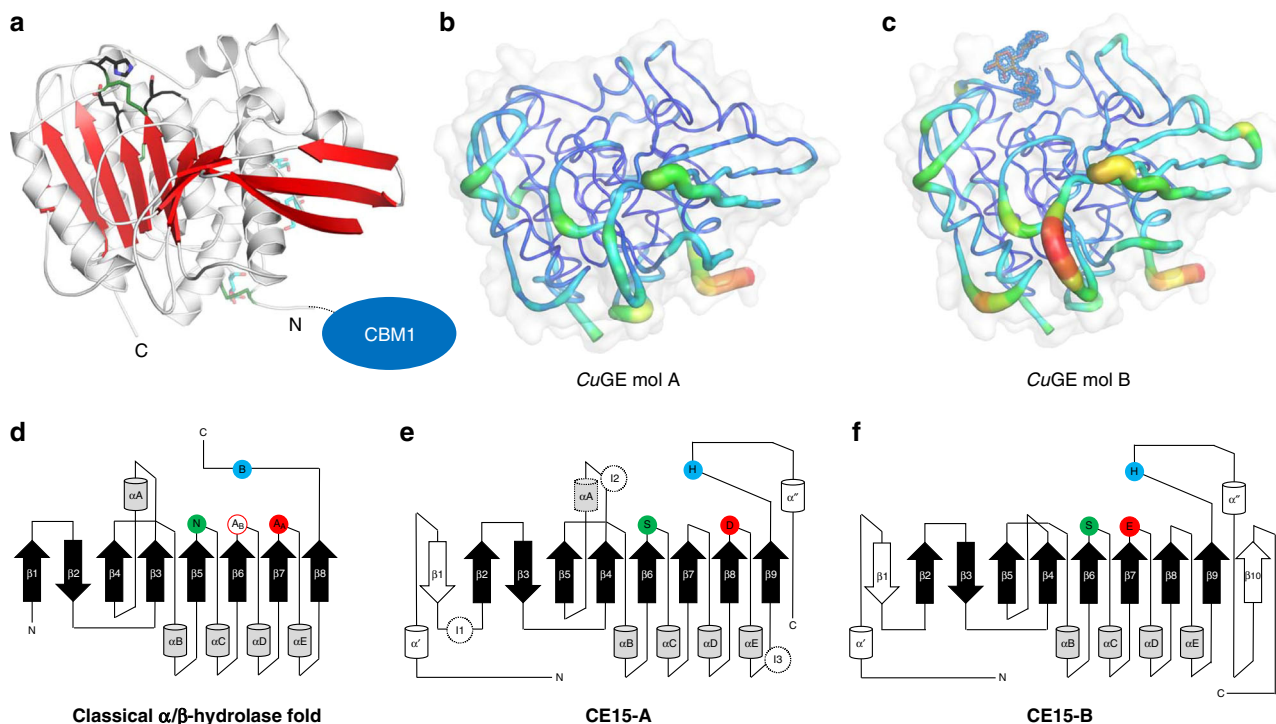 a
b
c
N
C
CBM1
CuGE mol A
CuGE mol B
d
e
f
C
B
αA
N
A_B
A_A
β1
β2
β4
β3
β5
β6
β7
β8
N
αB
αC
αD
αE
Classical α/β-hydrolase fold
H
I2
αA
α″
S
D
β1
β2
β3
β5
β4
β6
β7
β8
β9
I1
C
α′
αB
αC
αD
αE
I3
N
CE15-A
H
α″
S
E
β1
β2
β3
β5
β4
β6
β7
β8
β9
β10
α′
αB
αC
αD
αE
N
C
CE15-B